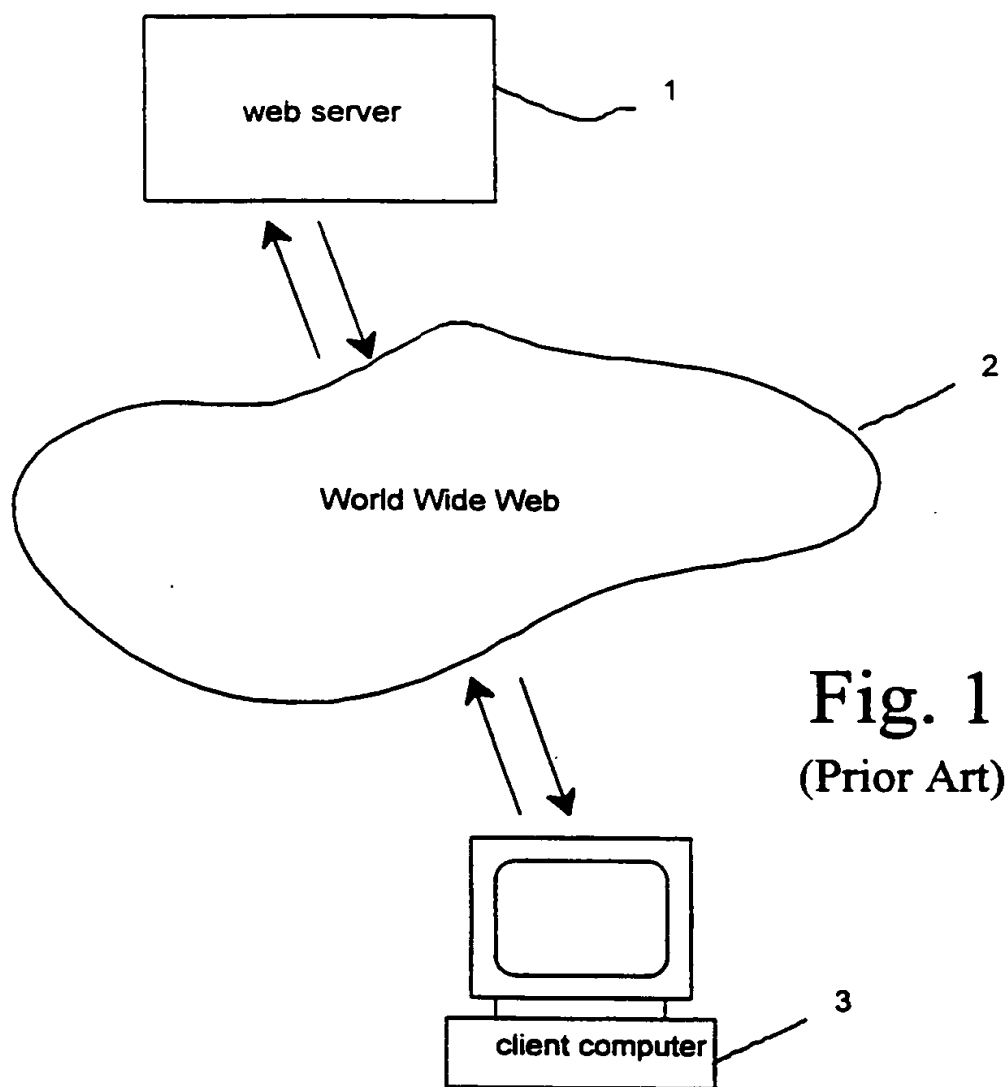 web server
1
2
World Wide Web
Fig. 1
(Prior Art)
client computer
3